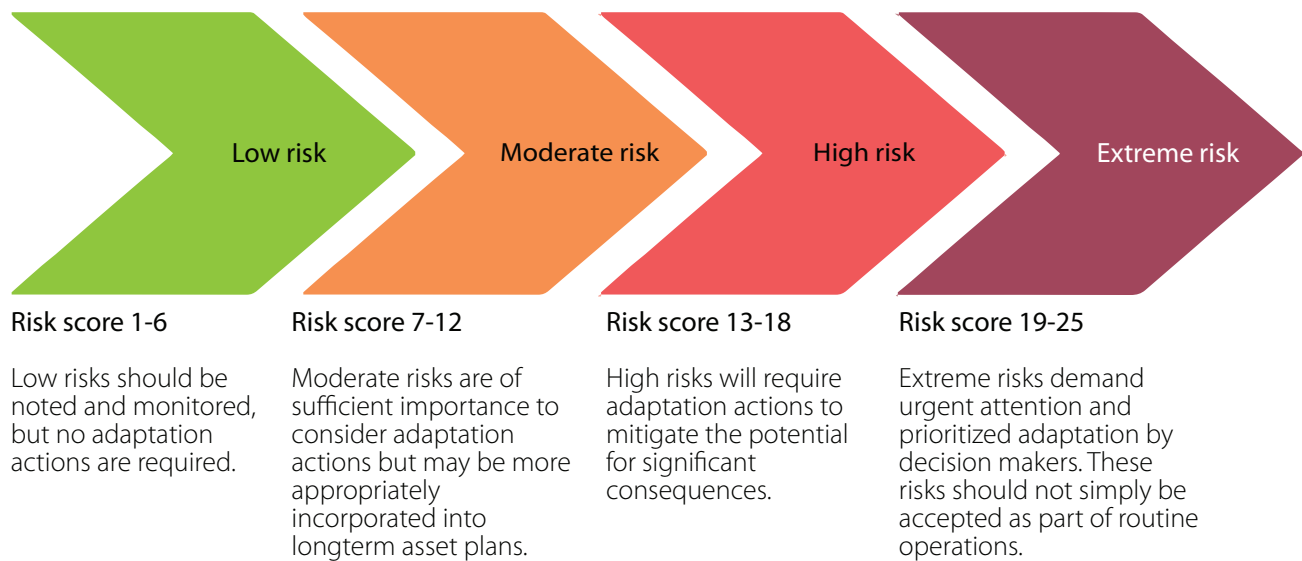 Low risk
Moderate risk
High risk
Extreme risk
Risk score 1-6
Low risks should be
noted and monitored,
but no adaptation
actions are required.
Risk score 7-12
Moderate risks are of
sufficient importance to
consider adaptation
actions but may be more
appropriately
incorporated into
longterm asset plans.
Risk score 13-18
High risks will require
adaptation actions to
mitigate the potential
for significant
consequences.
Risk score 19-25
Extreme risks demand
urgent attention and
prioritized adaptation by
decision makers. These
risks should not simply be
accepted as part of routine
operations.